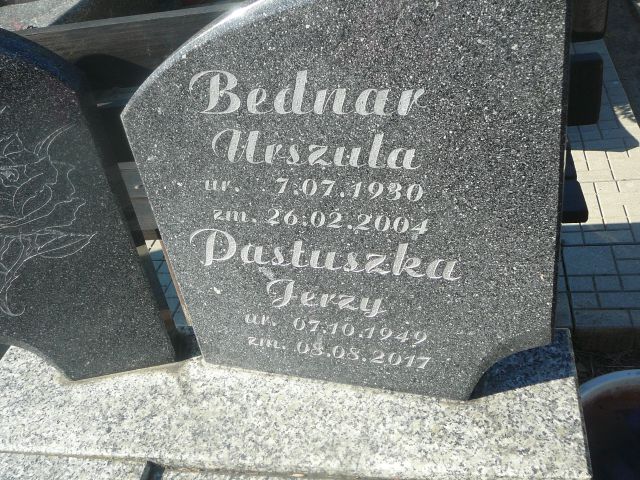 Bednar
Urszula
ur. 7.07.1930
zm. 26.02.2004
Pastuszka
Jerzy
ur. 07.10.1949
zm. 08.08.2017